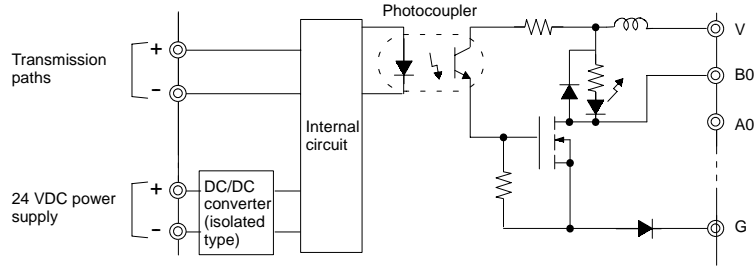 Photocoupler
Transmission
paths
+
–
Internal
circuit
24 VDC power
supply
+
–
DC/DC
converter
(isolated
type)
V
B0
A0
G